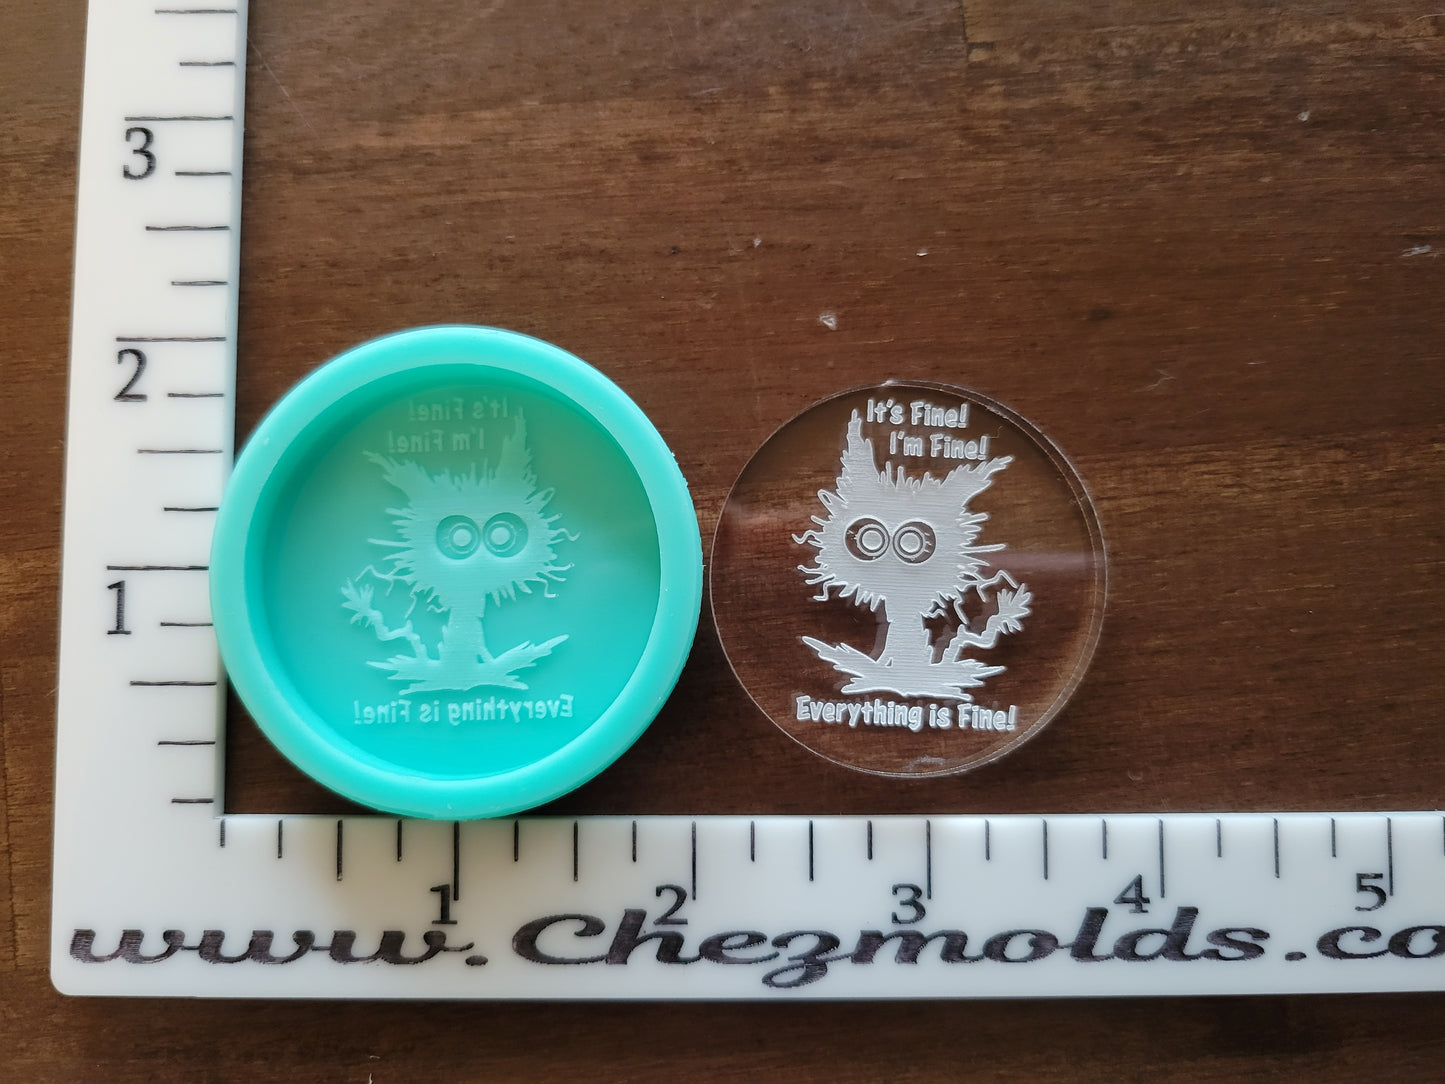 3
2
1
It's Fine!
I'm Fine!
Everything is Fine!
It's Fine!
I'm Fine!
Everything is Fine!
1 2 3 4 5
www.Chezmolds.co